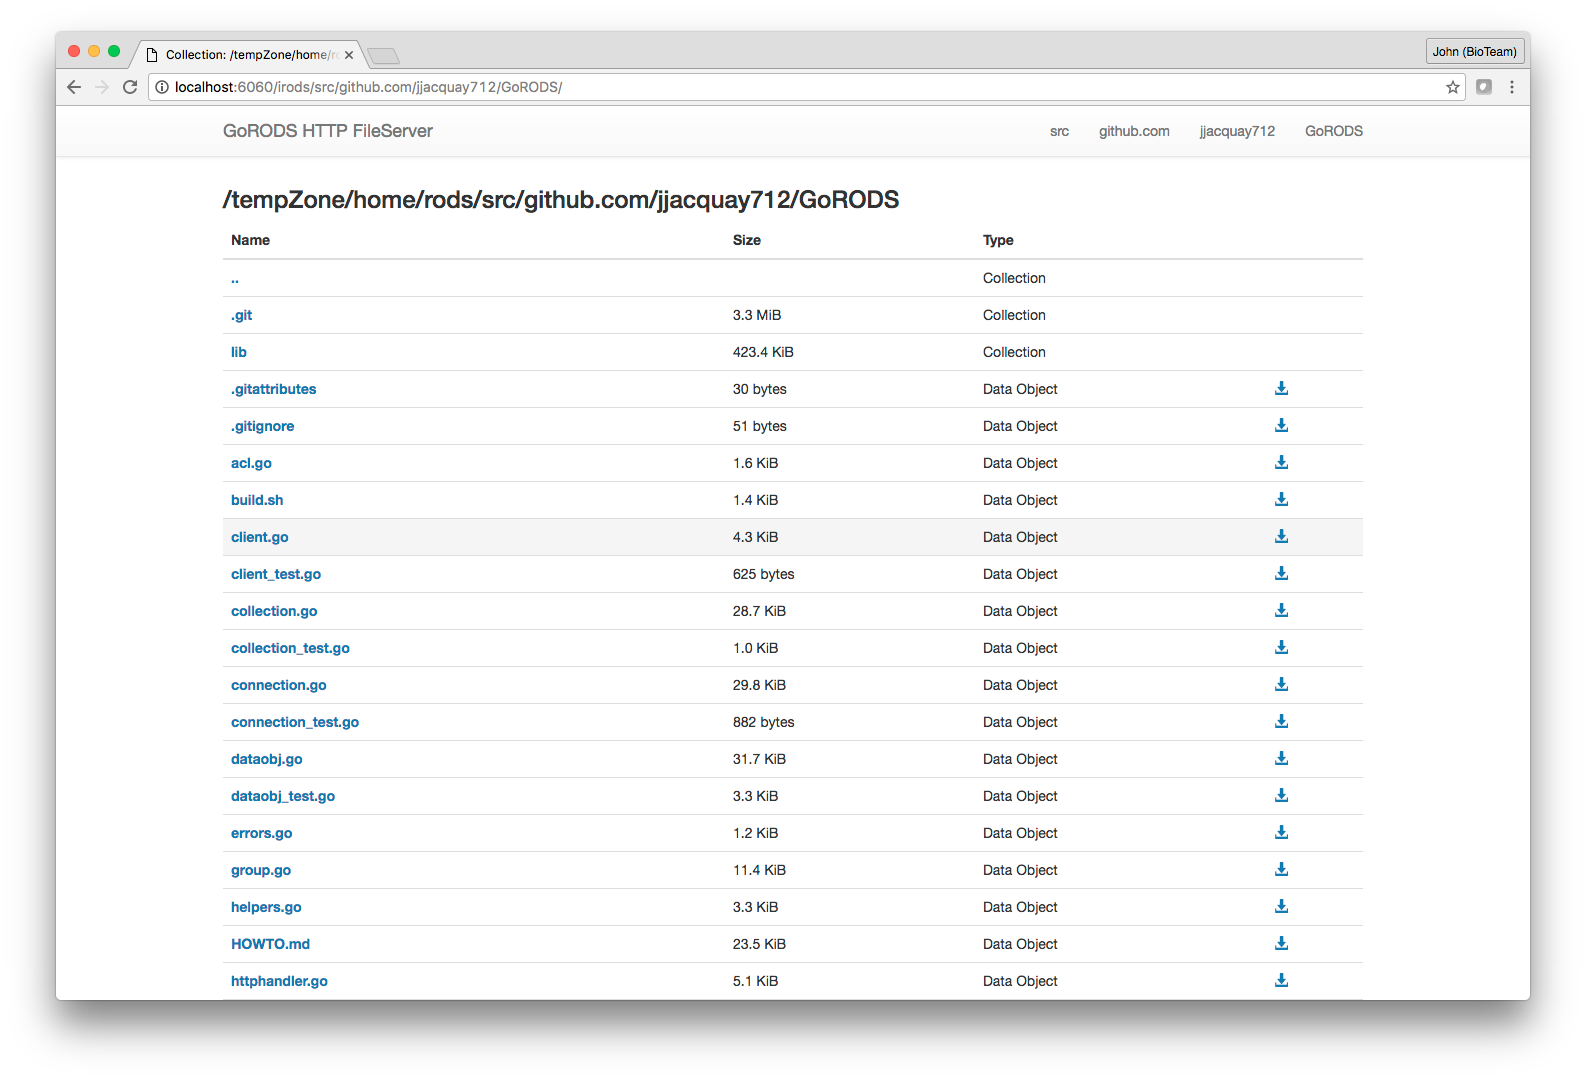 Collection: /tempZone/home/ro
John (BioTeam)
localhost:6060/irods/src/github.com/jjacquay712/GoRODS/
GoRODS HTTP FileServer src github.com jjacquay712 GoRODS
/tempZone/home/rods/src/github.com/jjacquay712/GoRODS
Name Size Type
.. Collection
.git 3.3 MiB Collection
lib 423.4 KiB Collection
.gitattributes 30 bytes Data Object
.gitignore 51 bytes Data Object
acl.go 1.6 KiB Data Object
build.sh 1.4 KiB Data Object
client.go 4.3 KiB Data Object
client_test.go 625 bytes Data Object
collection.go 28.7 KiB Data Object
collection_test.go 1.0 KiB Data Object
connection.go 29.8 KiB Data Object
connection_test.go 882 bytes Data Object
dataobj.go 31.7 KiB Data Object
dataobj_test.go 3.3 KiB Data Object
errors.go 1.2 KiB Data Object
group.go 11.4 KiB Data Object
helpers.go 3.3 KiB Data Object
HOWTO.md 23.5 KiB Data Object
httphandler.go 5.1 KiB Data Object